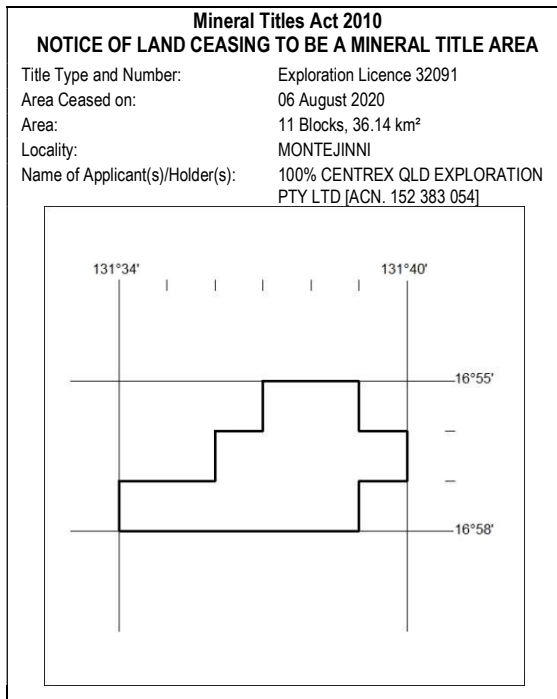 Mineral Titles Act 2010
NOTICE OF LAND CEASING TO BE A MINERAL TITLE AREA
Title Type and Number: Exploration Licence 32091
Area Ceased on: 06 August 2020
Area: 11 Blocks, 36.14 km²
Locality: MONTEJINNI
Name of Applicant(s)/Holder(s): 100% CENTREX QLD EXPLORATION
PTY LTD [ACN. 152 383 054]
131°34' 131°40'
16°55'
16°58'